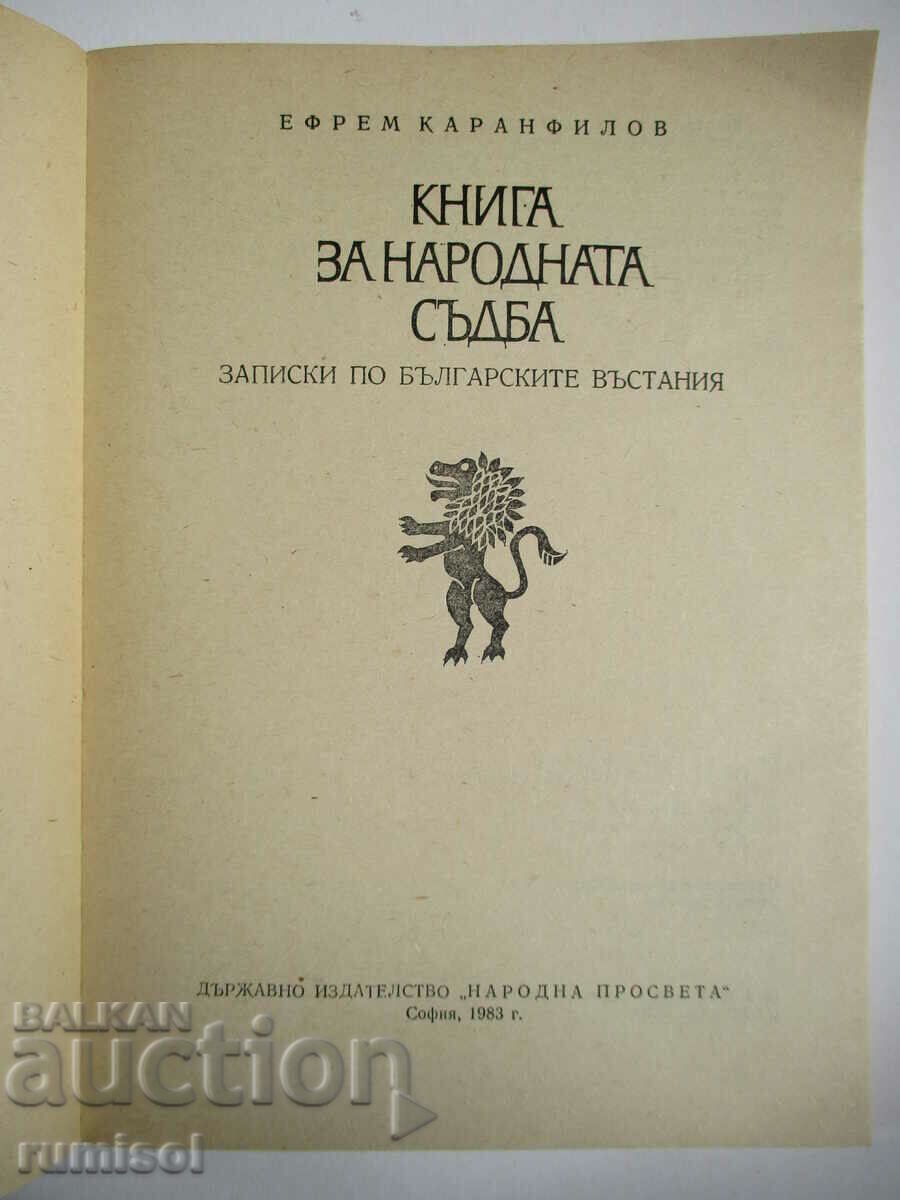 ЕФРЕМ КАРАНФИЛОВ
КНИГА
ЗА НАРОДНАТА
СЪДБА
ЗАПИСКИ ПО БЪЛГАРСКИТЕ ВЪСТАНИЯ
ДЪРЖАВНО ИЗДАТЕЛСТВО „НАРОДНА ПРОСВЕТА“
София, 1983 г.
BALKAN
auction
rumisol